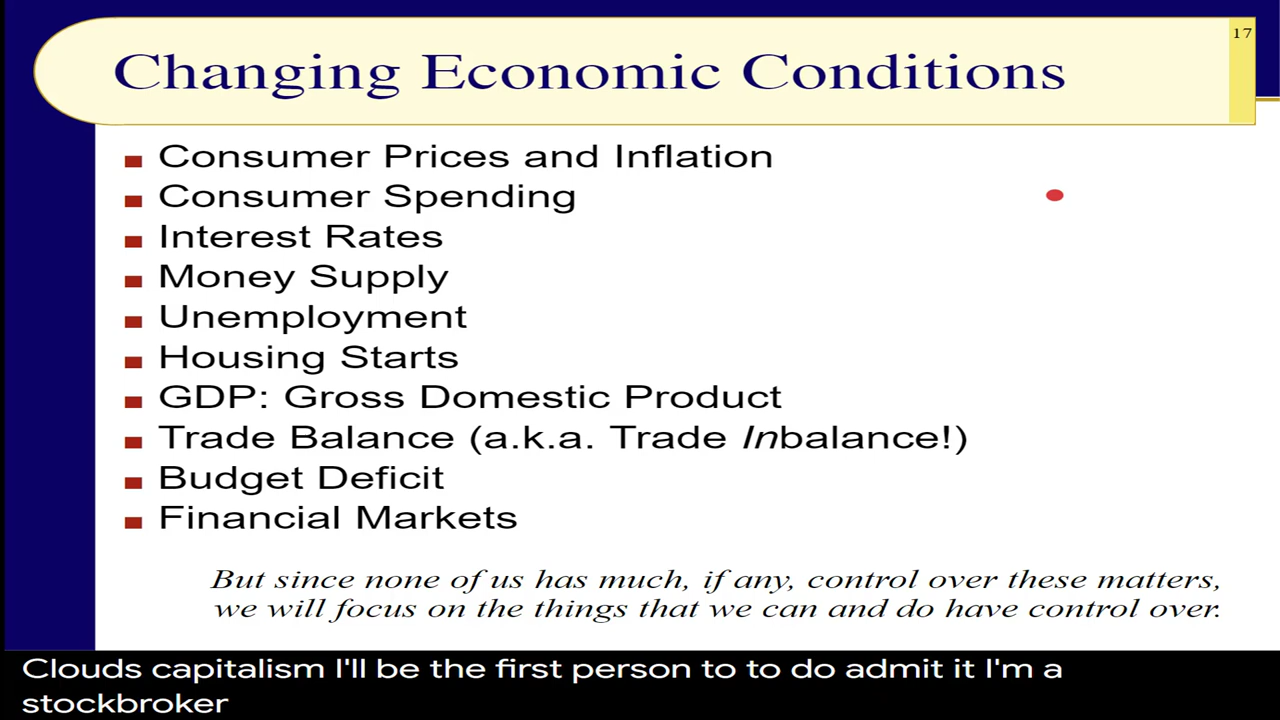 17
Changing Economic Conditions
Consumer Prices and Inflation
Consumer Spending
Interest Rates
Money Supply
Unemployment
Housing Starts
GDP: Gross Domestic Product
Trade Balance (a.k.a. Trade Inbalance!)
Budget Deficit
Financial Markets
But since none of us has much, if any, control over these matters,
we will focus on the things that we can and do have control over.
Clouds capitalism I'll be the first person to to do admit it I'm a
stockbroker